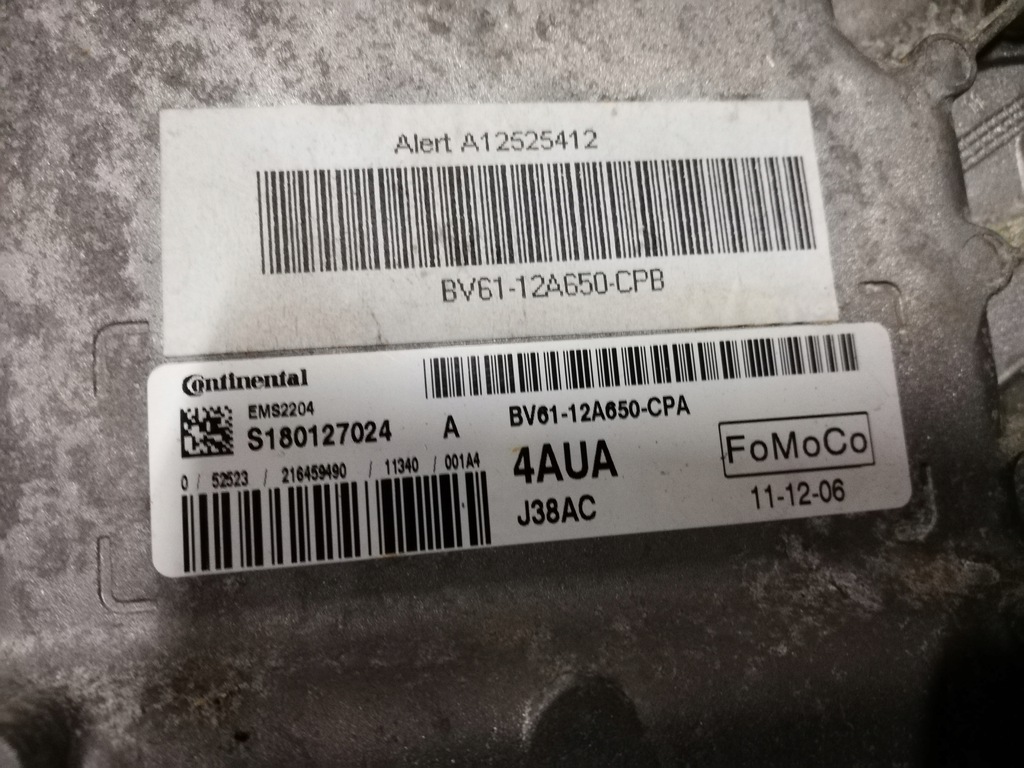 Alert A12525412
BV61-12A650-CPB
Continental
EMS2204
S180127024 A
BV61-12A650-CPA
0 / 52523 / 216459490 / 11340 / 001A4
4AUA
J38AC
FoMoCo
11-12-06